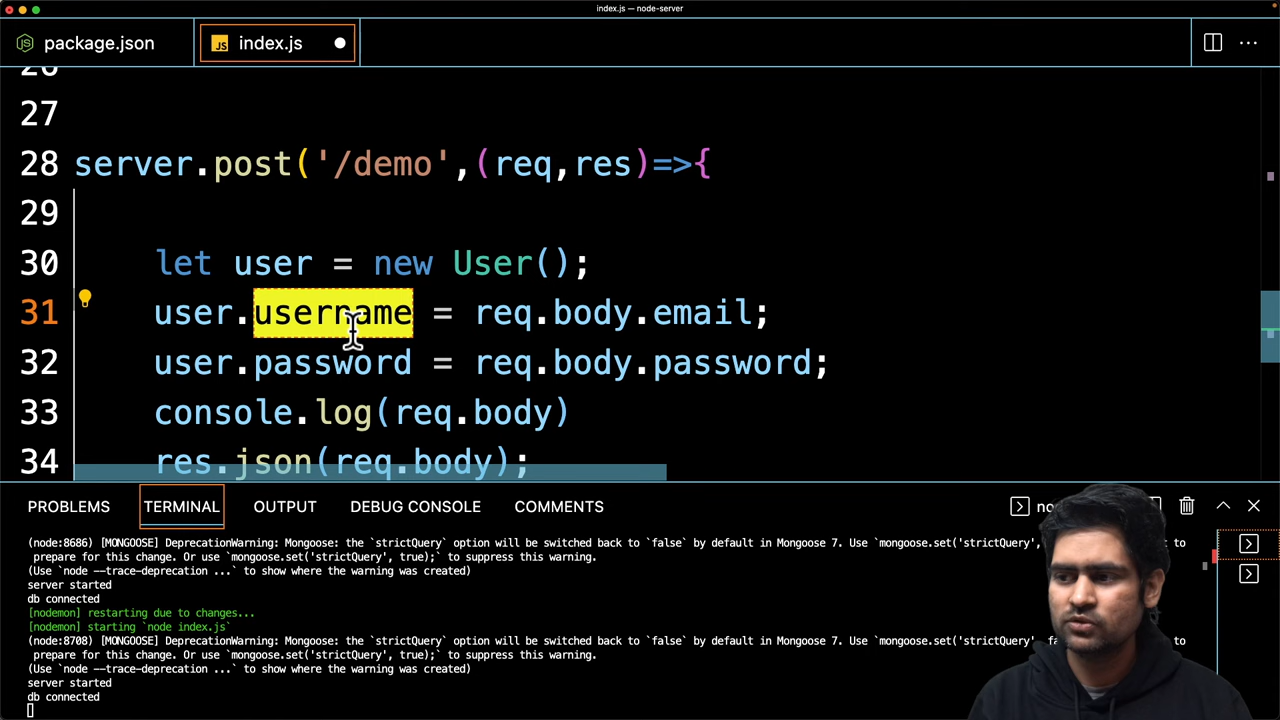 index.js — node-server
package.json
JS index.js
26
27
28 server.post('/demo',(req,res)=>{
29
30 let user = new User();
31 user.username = req.body.email;
32 user.password = req.body.password;
33 console.log(req.body)
34 res.json(req.body);
PROBLEMS TERMINAL OUTPUT DEBUG CONSOLE COMMENTS
(node:8686) [MONGOOSE] DeprecationWarning: Mongoose: the `strictQuery` option will be switched back to `false` by default in Mongoose 7. Use `mongoose.set('strictQuery', to
prepare for this change. Or use `mongoose.set('strictQuery', true);` to suppress this warning.
(Use `node --trace-deprecation ...` to show where the warning was created)
server started
db connected
[nodemon] restarting due to changes...
[nodemon] starting `node index.js`
(node:8708) [MONGOOSE] DeprecationWarning: Mongoose: the `strictQuery` option will be switched back to `false` by default in Mongoose 7. Use `mongoose.set('strictQuery', to
prepare for this change. Or use `mongoose.set('strictQuery', true);` to suppress this warning.
(Use `node --trace-deprecation ...` to show where the warning was created)
server started
db connected